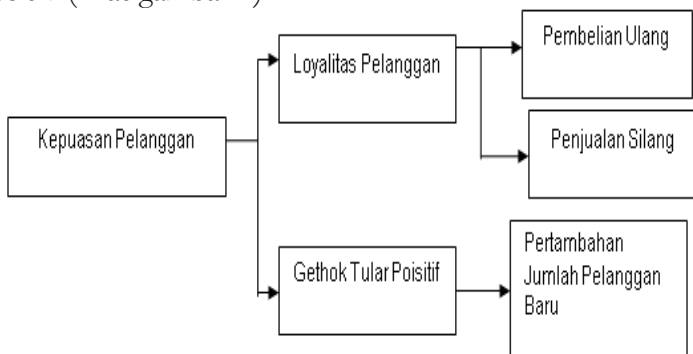 Pembelian Ulang
Loyalitas Pelanggan
Kepuasan Pelanggan
Penjualan Silang
Gethok Tular Poisitif
Pertambahan
Jumlah Pelanggan
Baru